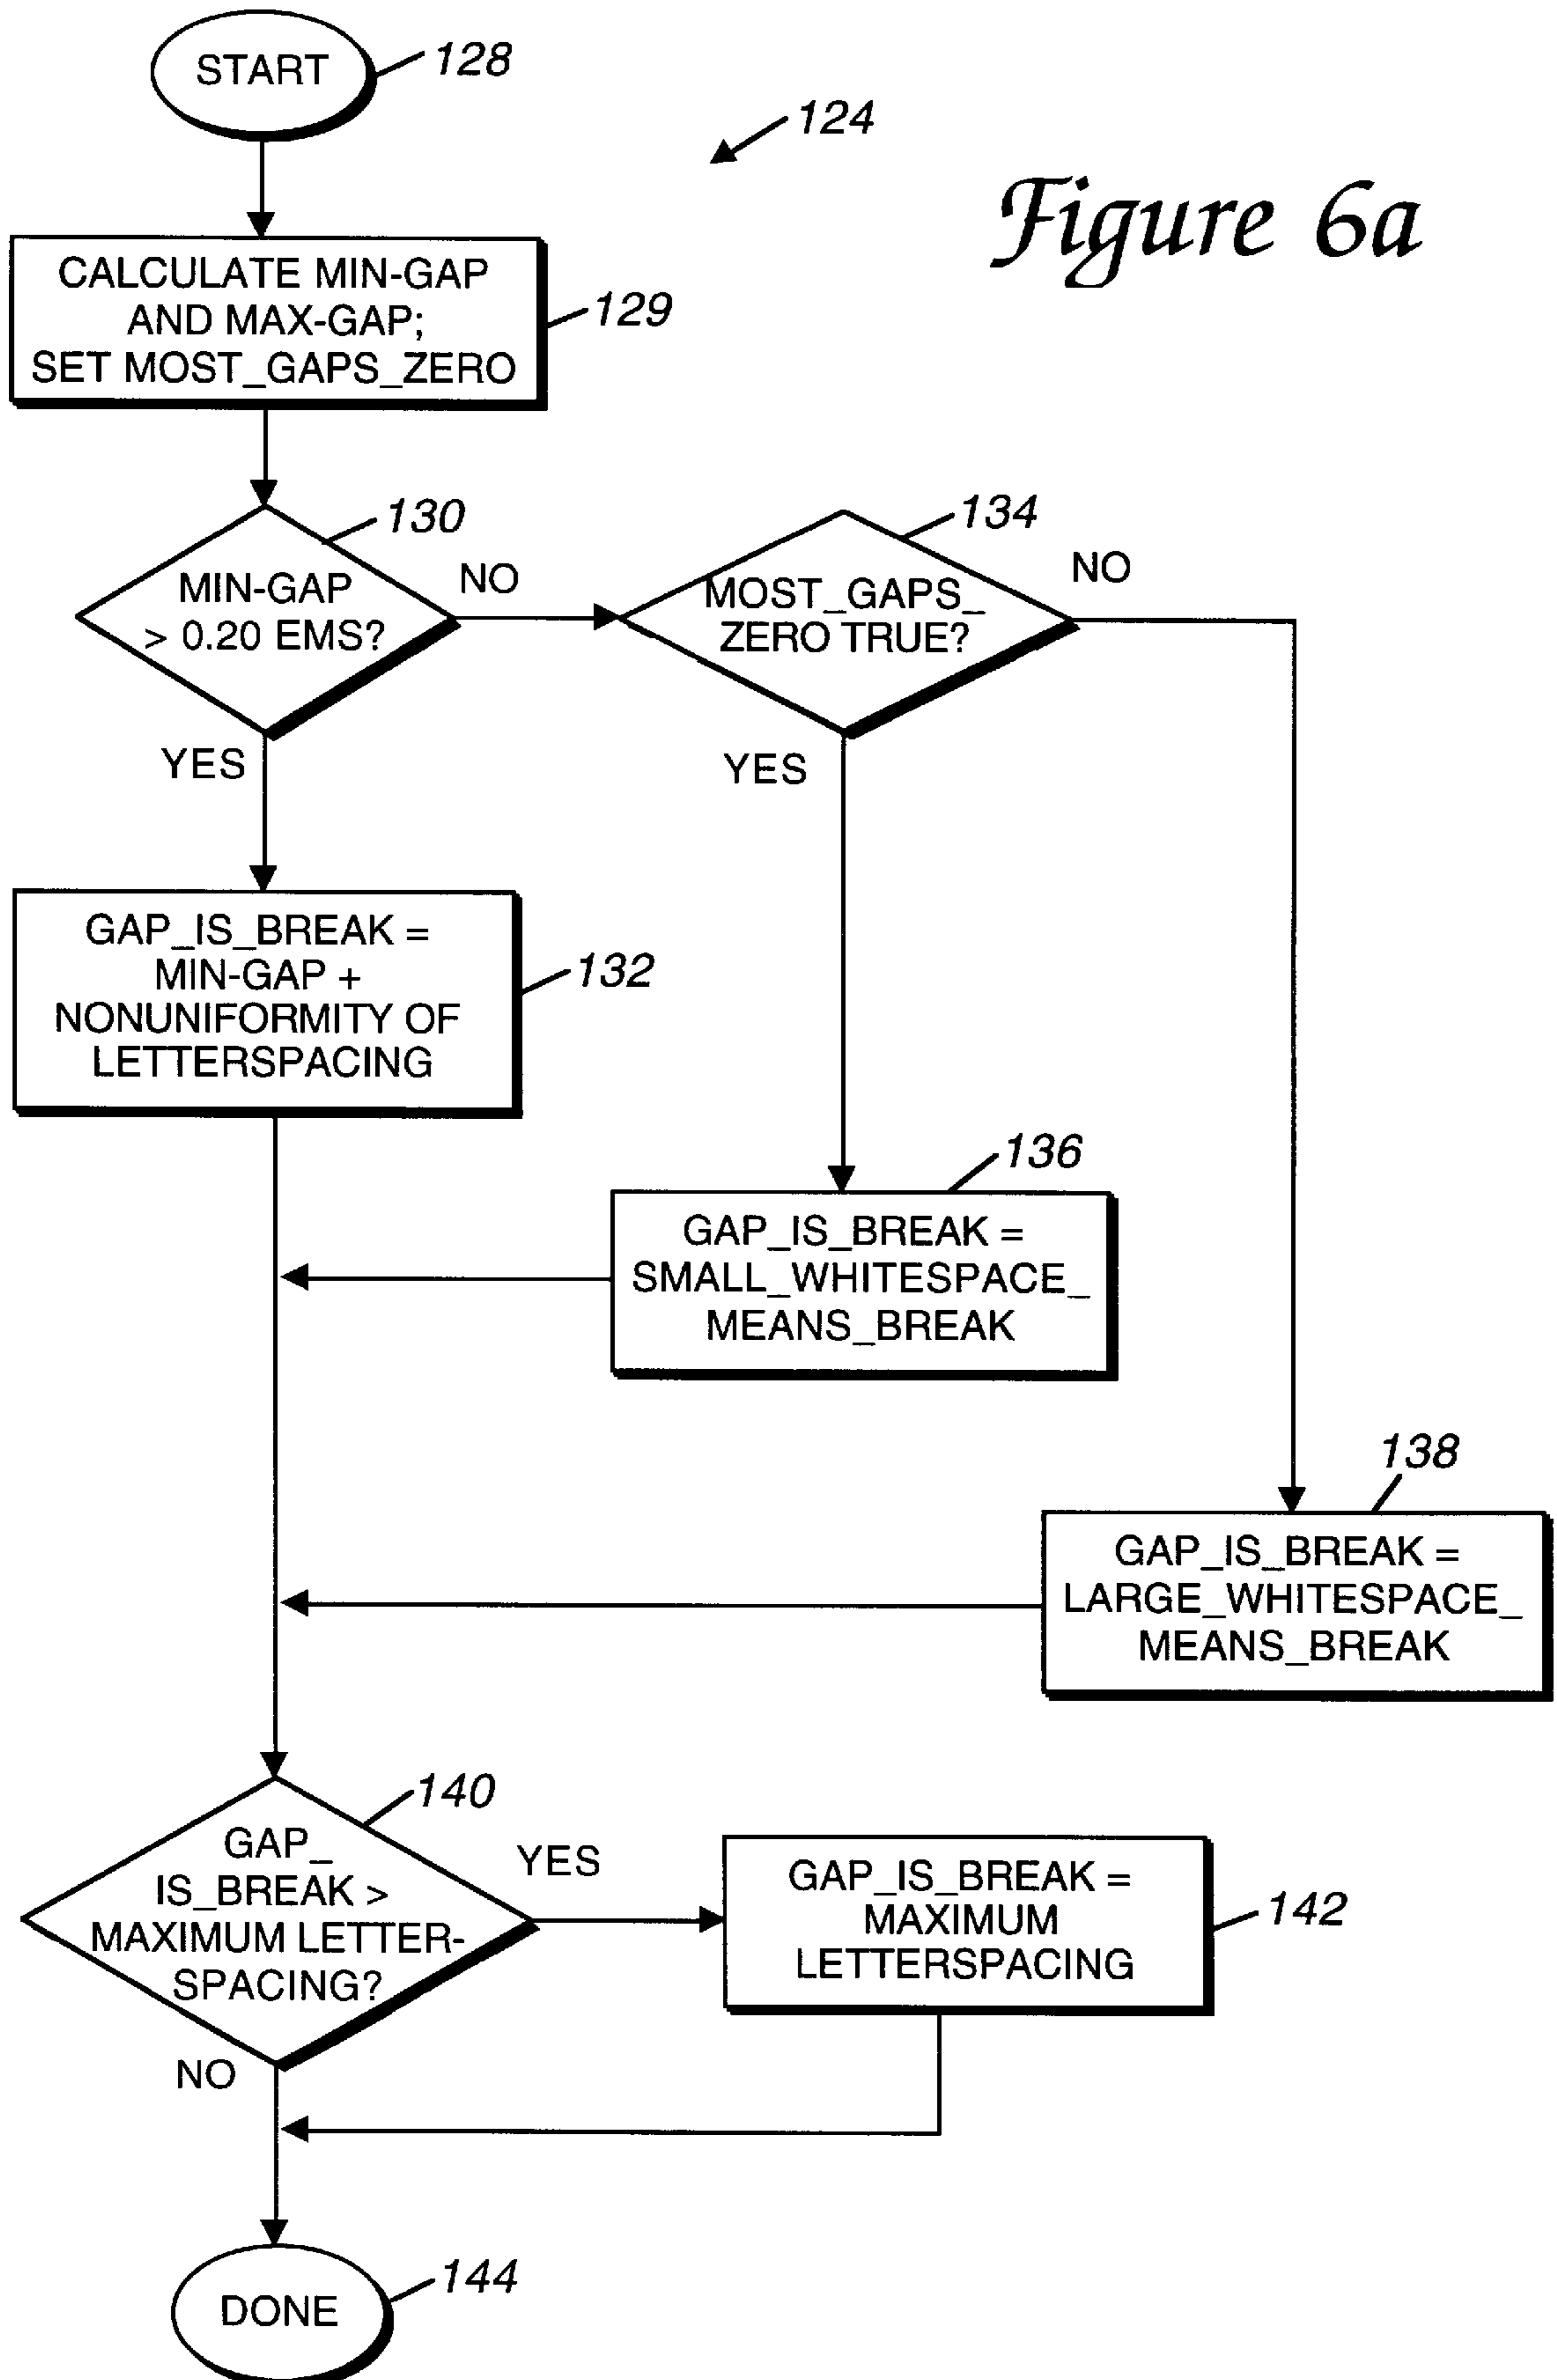 START
128
124
Figure 6a
CALCULATE MIN-GAP
AND MAX-GAP;
SET MOST_GAPS_ZERO
129
130
MIN-GAP
> 0.20 EMS?
NO
YES
134
MOST_GAPS_
ZERO TRUE?
NO
YES
GAP_IS_BREAK =
MIN-GAP +
NONUNIFORMITY OF
LETTERSPACING
132
136
GAP_IS_BREAK =
SMALL_WHITESPACE_
MEANS_BREAK
138
GAP_IS_BREAK =
LARGE_WHITESPACE_
MEANS_BREAK
140
GAP_
IS_BREAK >
MAXIMUM LETTER-
SPACING?
YES
NO
GAP_IS_BREAK =
MAXIMUM
LETTERSPACING
142
DONE
144